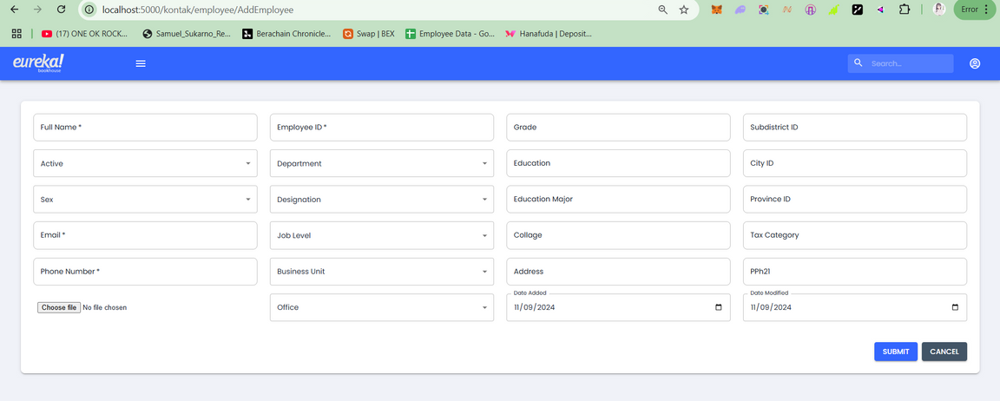 localhost:5000/kontak/employee/AddEmployee
Error
(17) ONE OK ROCK...
Samuel_Sukarno_Re...
Berachain Chronicle...
Swap | BEX
Employee Data - Go...
Hanafuda | Deposit...
eureka!
bookhouse
Search...
Full Name *
Employee ID *
Grade
Subdistrict ID
Active
Department
Education
City ID
Sex
Designation
Education Major
Province ID
Email *
Job Level
Collage
Tax Category
Phone Number *
Business Unit
Address
PPh21
Choose file No file chosen
Office
Date Added
11/09/2024
Date Modified
11/09/2024
SUBMIT
CANCEL